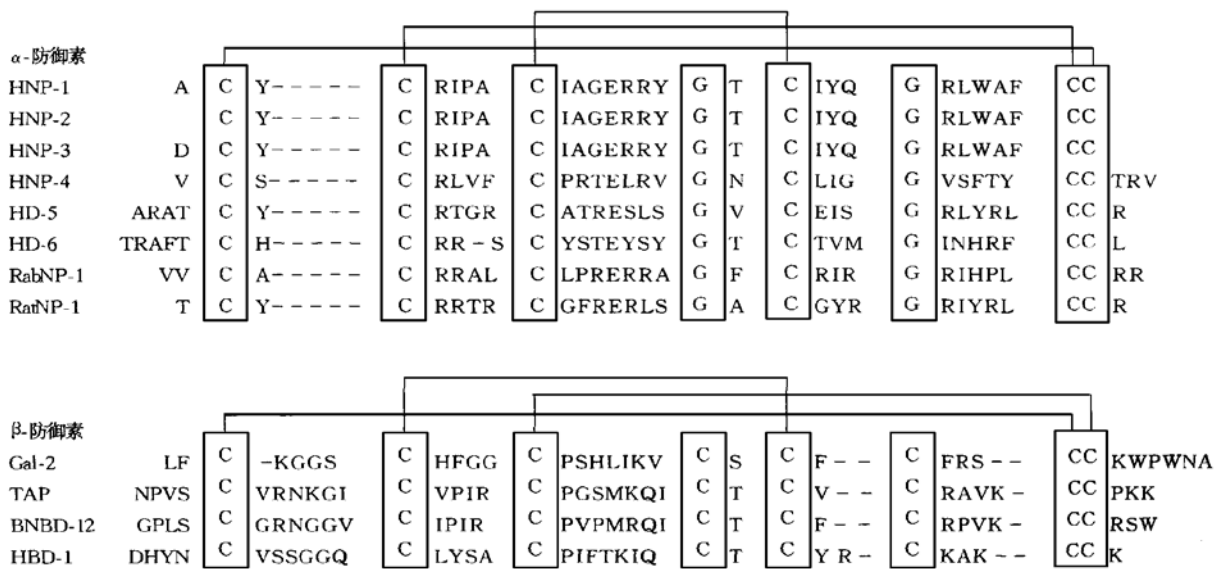 α-防御素
HNP-1 A C Y----- C RIPA C IAGERRY G T C IYQ G RLWAF CC
HNP-2 C Y----- C RIPA C IAGERRY G T C IYQ G RLWAF CC
HNP-3 D C Y----- C RIPA C IAGERRY G T C IYQ G RLWAF CC
HNP-4 V C S----- C RLVF C PRTELRV G N C LIG G VSFTY CC TRV
HD-5 ARAT C Y----- C RTGR C ATRESLS G V C EIS G RLYRL CC R
HD-6 TRAFT C H----- C RR-S C YSTEYSY G T C TVM G INHRF CC L
RabNP-1 VV C A----- C RRAL C LPRERRA G F C RIR G RIHPL CC RR
RatNP-1 T C Y----- C RRTR C GFRERLS G A C GYR G RIYRL CC R
β-防御素
Gal-2 LF C -KGGS C HFGG C PSHLIKV C S C F-- C FRS-- CC KWPWNA
TAP NPVS C VRNKGI C VPIR C PGSMKQI C T C V-- C RAVK- CC PKK
BNBD-12 GPLS C GRNGGV C IPIR C PVPMRQI C T C F-- C RPVK- CC RSW
HBD-1 DHYN C VSSGGQ C LYSA C PIFTKIQ C T C YR- C KAK-- CC K